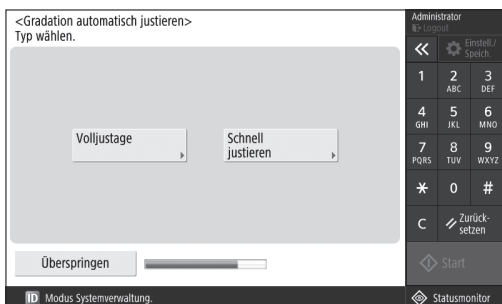 <Gradation automatisch justieren>
Typ wählen.
Volljustage
Schnell
justieren
Überspringen
ID Modus Systemverwaltung.
Administrator
Logout
Einstell./
Speich.
1 2 3
ABC DEF
4 5 6
GHI JKL MNO
7 8 9
PQRS TUV WXYZ
* 0 #
C Zurück-
setzen
Start
Statusmonitor